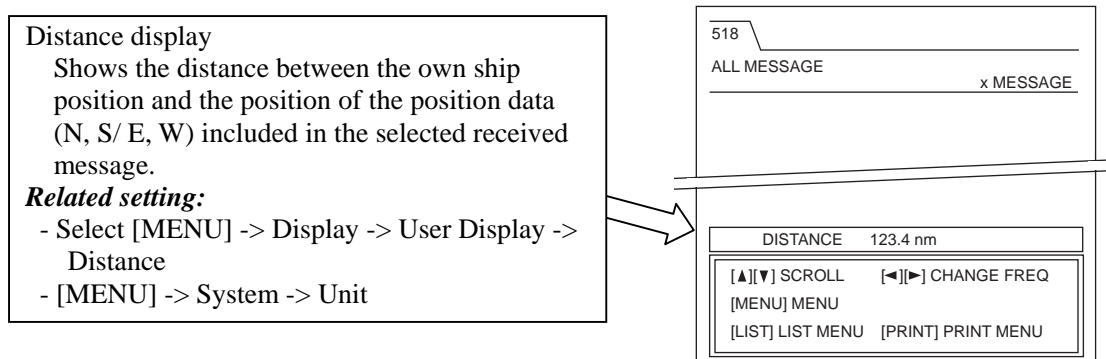 Distance display
Shows the distance between the own ship
position and the position of the position data
(N, S/ E, W) included in the selected received
message.
Related setting:
- Select [MENU] -> Display -> User Display ->
Distance
- [MENU] -> System -> Unit
518
ALL MESSAGE
x MESSAGE
DISTANCE 123.4 nm
[▲][▼] SCROLL [◄][►] CHANGE FREQ
[MENU] MENU
[LIST] LIST MENU [PRINT] PRINT MENU